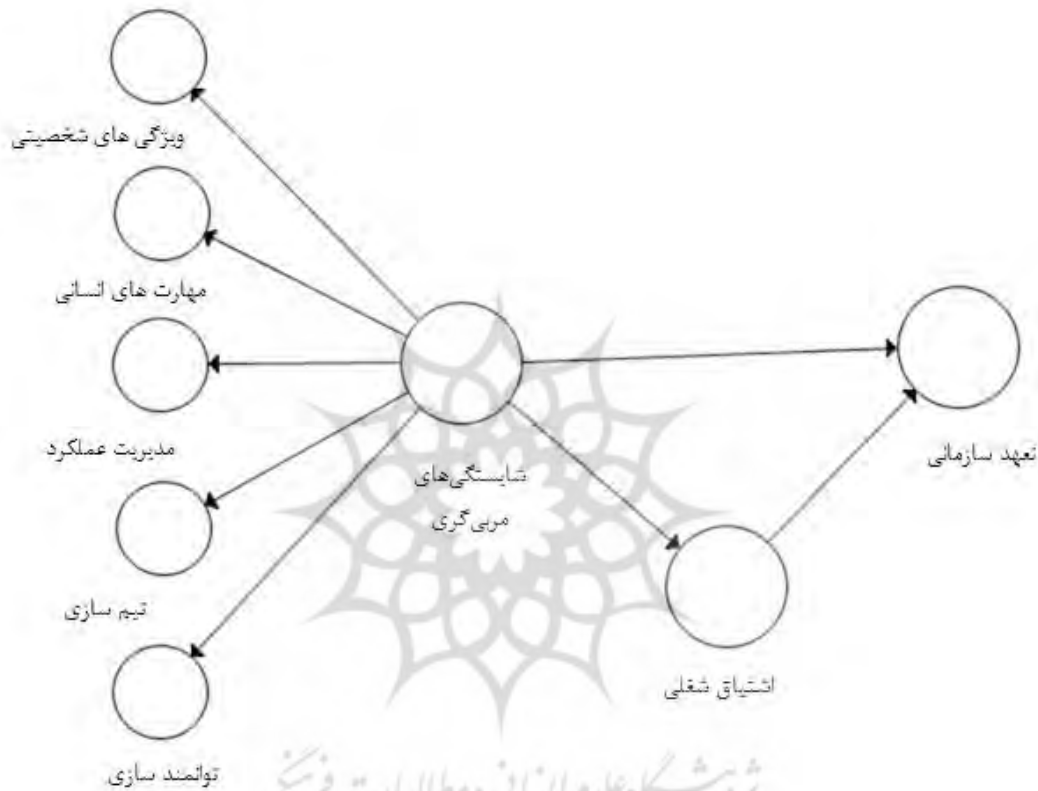 ویژگی های شخصیتی
مهارت های انسانی
مدیریت عملکرد
تیم سازی
توانمند سازی
شایستگی‌های
مربی‌گری
اشتیاق شغلی
تعهد سازمانی